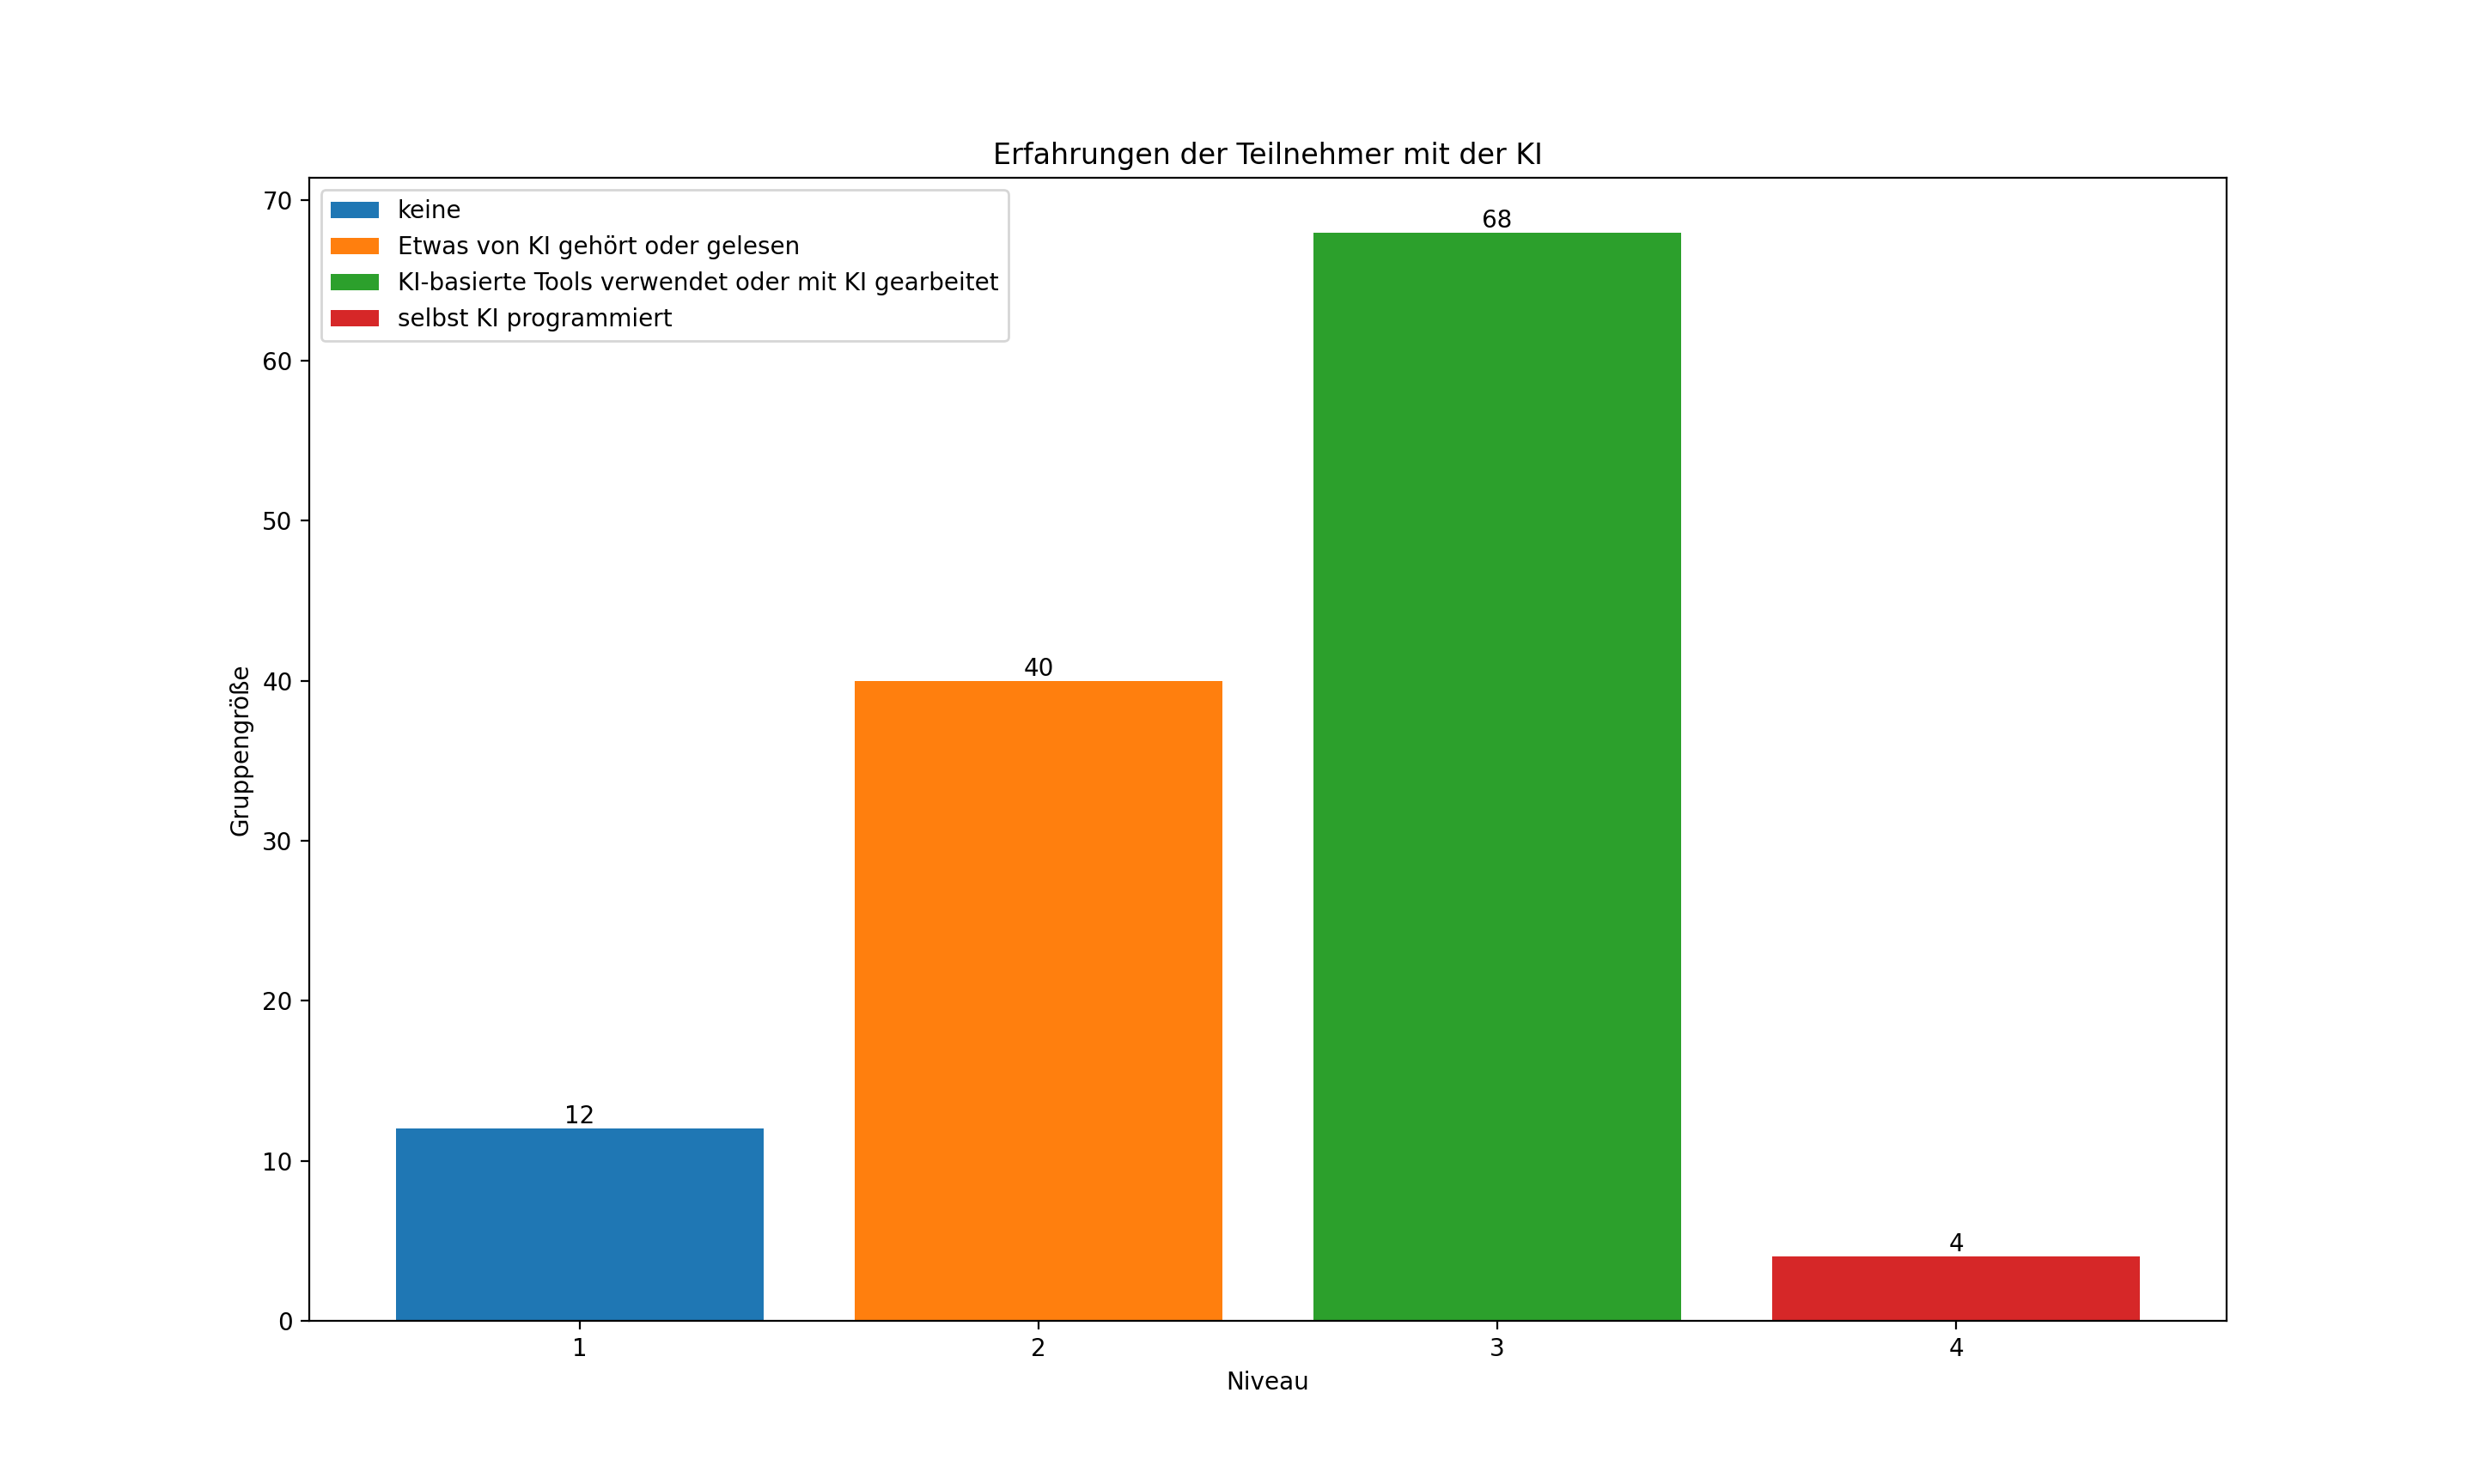 Erfahrungen der Teilnehmer mit der KI
keine
Etwas von KI gehört oder gelesen
KI-basierte Tools verwendet oder mit KI gearbeitet
selbst KI programmiert
70
60
50
40
30
20
10
0
Gruppengröße
12
40
68
4
1
2
3
4
Niveau